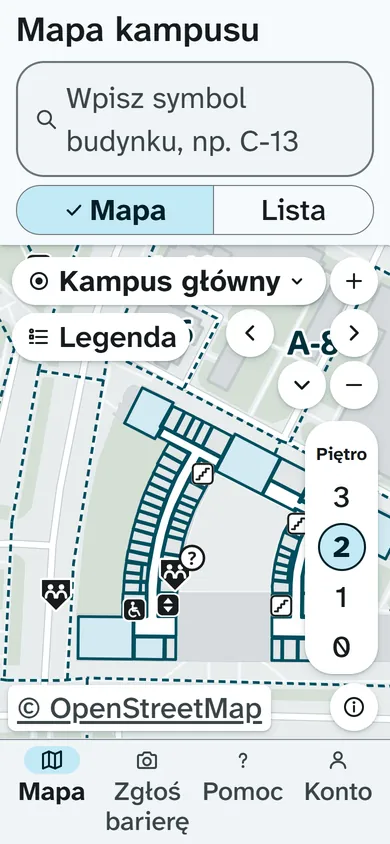 Mapa kampusu
Wpisz symbol
budynku, np. C-13
Mapa
Lista
Kampus główny
Legenda
A-8
Piętro
3
2
?
1
0
© OpenStreetMap
Mapa
Zgłoś
barierę
?
Pomoc
Konto